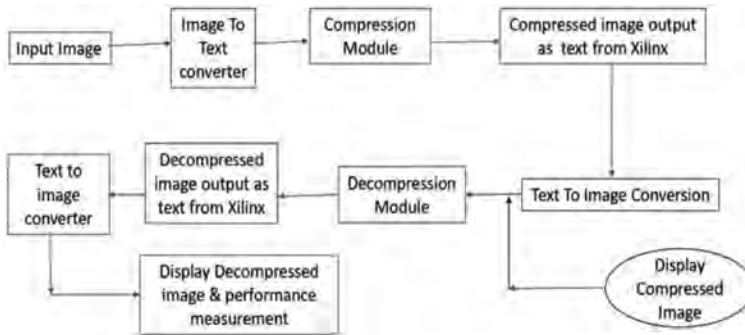 Input Image
Image To
Text
converter
Compression
Module
Compressed image output
as text from Xilinx
Text to
image
converter
Decompressed
image output as
text from Xilinx
Decompression
Module
Text To Image Conversion
Display Decompressed
image & performance
measurement
Display
Compressed
Image